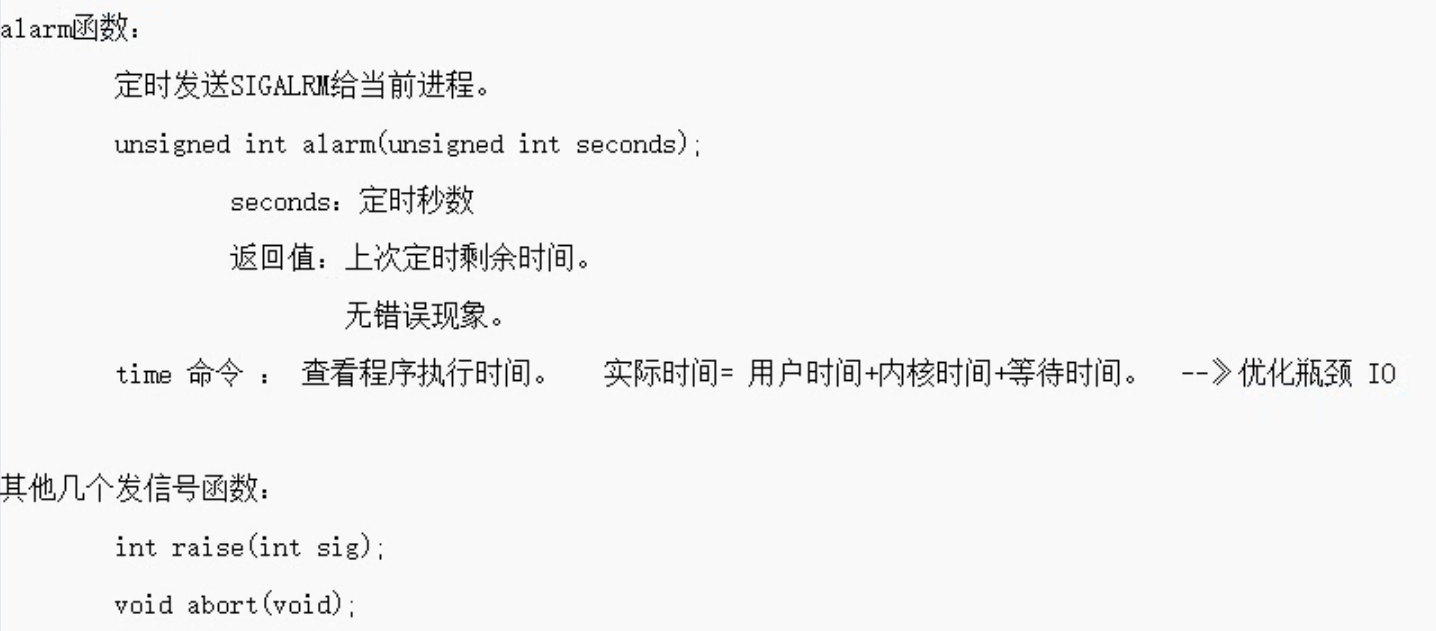 alarm函数：
定时发送SIGALRM给当前进程。
unsigned int alarm(unsigned int seconds);
seconds：定时秒数
返回值：上次定时剩余时间。
无错误现象。
time 命令 ： 查看程序执行时间。 实际时间= 用户时间+内核时间+等待时间。 --》优化瓶颈 IO
其他几个发信号函数：
int raise(int sig);
void abort(void);